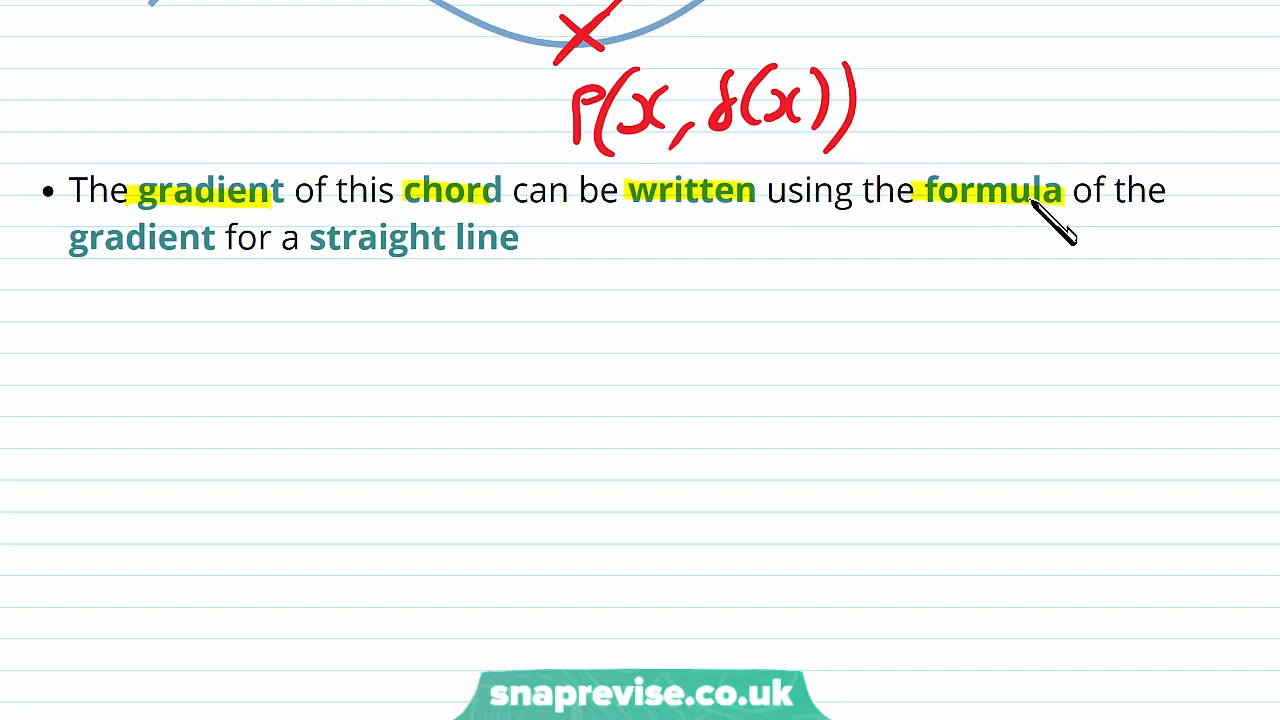 P(x, f(x))
• The gradient of this chord can be written using the formula of the
gradient for a straight line
snaprevise.co.uk